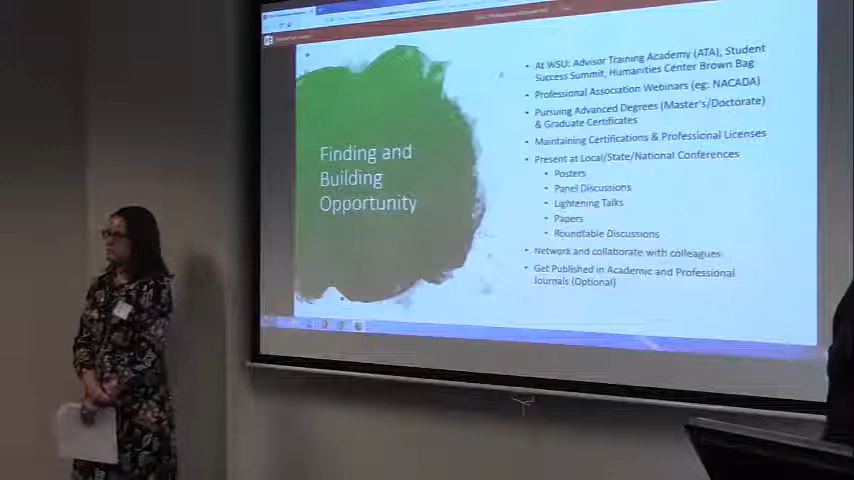 Finding and
Building
Opportunity
• At WSU: Advisor Training Academy (ATA), Student
Success Summit, Humanities Center Brown Bag
• Professional Association Webinars (eg: NACADA)
• Pursuing Advanced Degrees (Master's/Doctorate)
& Graduate Certificates
• Maintaining Certifications & Professional Licenses
• Present at Local/State/National Conferences
• Posters
• Panel Discussions
• Lightening Talks
• Papers
• Roundtable Discussions
• Network and collaborate with colleagues
• Get Published in Academic and Professional
Journals (Optional)